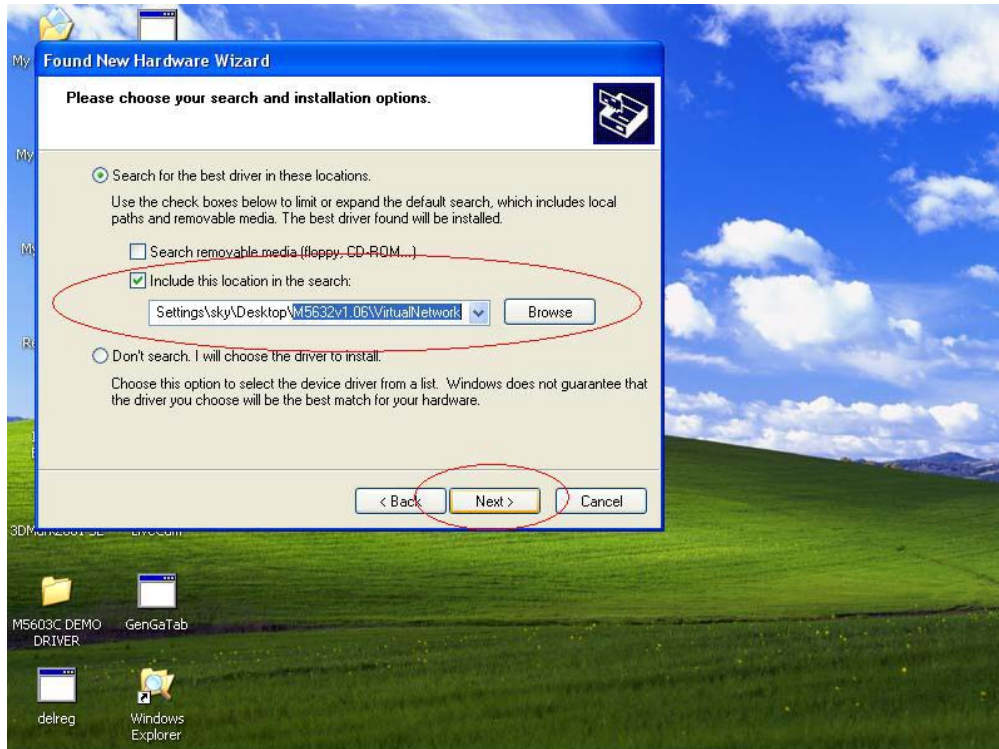 My
Found New Hardware Wizard
Please choose your search and installation options.
My
Search for the best driver in these locations.
Use the check boxes below to limit or expand the default search, which includes local
paths and removable media. The best driver found will be installed.
My
Search removable media (floppy, CD-ROM...)
Include this location in the search:
Settings\sky\Desktop\M5632v1.06\VirtualNetwork
Browse
Re
Don't search. I will choose the driver to install.
Choose this option to select the device driver from a list. Windows does not guarantee that
the driver you choose will be the best match for your hardware.
< Back
Next >
Cancel
M5603C DEMO
DRIVER
GenGaTab
delreg
Windows
Explorer